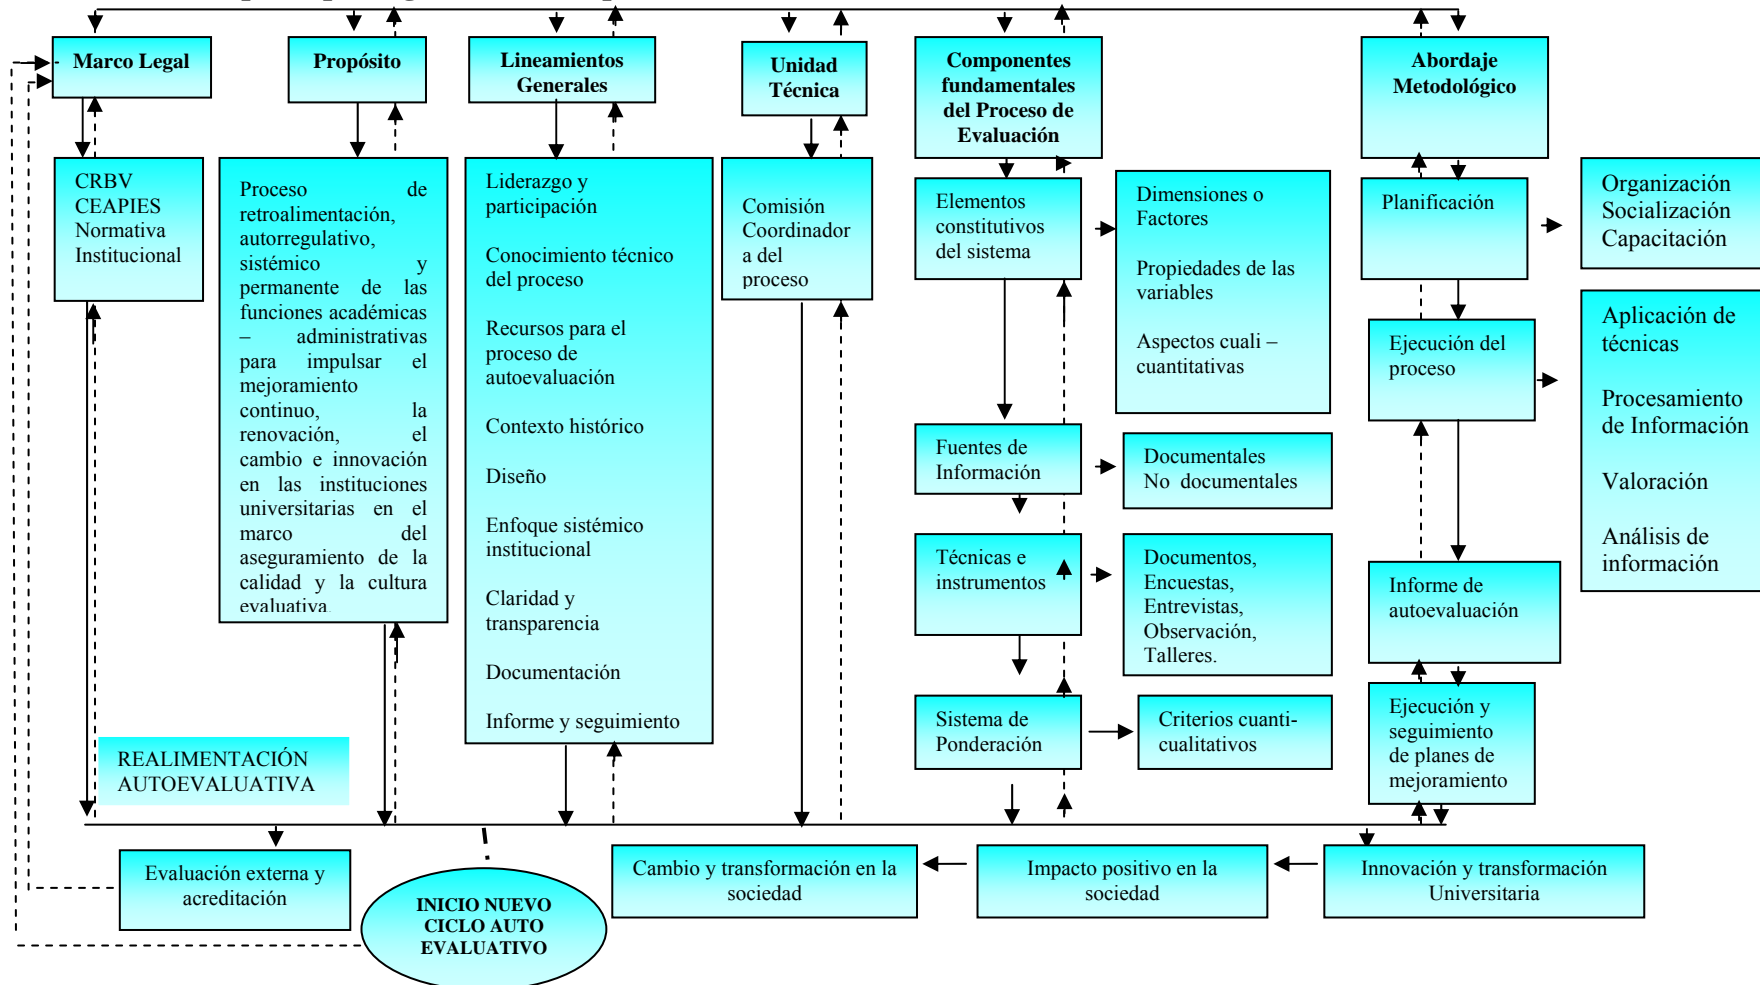 Marco Legal
Propósito
Lineamientos
Generales
Unidad
Técnica
Componentes
fundamentales
del Proceso de
Evaluación
Abordaje
Metodológico
CRBV
CEAPIES
Normativa
Institucional
Proceso de
retroalimentación,
autorregulativo,
sistémico y
permanente de las
funciones académicas
– administrativas
para impulsar el
mejoramiento
continuo, la
renovación, el
cambio e innovación
en las instituciones
universitarias en el
marco del
aseguramiento de la
calidad y la cultura
evaluativa.
Liderazgo y
participación
Conocimiento técnico
del proceso
Recursos para el
proceso de
autoevaluación
Contexto histórico
Diseño
Enfoque sistémico
institucional
Claridad y
transparencia
Documentación
Informe y seguimiento
Comisión
Coordinador
a del
proceso
Elementos
constitutivos
del sistema
Dimensiones o
Factores
Propiedades de las
variables
Aspectos cuali –
cuantitativas
Fuentes de
Información
Documentales
No documentales
Técnicas e
instrumentos
Documentos,
Encuestas,
Entrevistas,
Observación,
Talleres.
Sistema de
Ponderación
Criterios cuanti-
cualitativos
Planificación
Organización
Socialización
Capacitación
Ejecución del
proceso
Aplicación de
técnicas
Procesamiento
de Información
Valoración
Análisis de
información
Informe de
autoevaluación
Ejecución y
seguimiento
de planes de
mejoramiento
REALIMENTACIÓN
AUTOEVALUATIVA
Evaluación externa y
acreditación
INICIO NUEVO
CICLO AUTO
EVALUATIVO
Cambio y transformación en la
sociedad
Impacto positivo en la
sociedad
Innovación y transformación
Universitaria